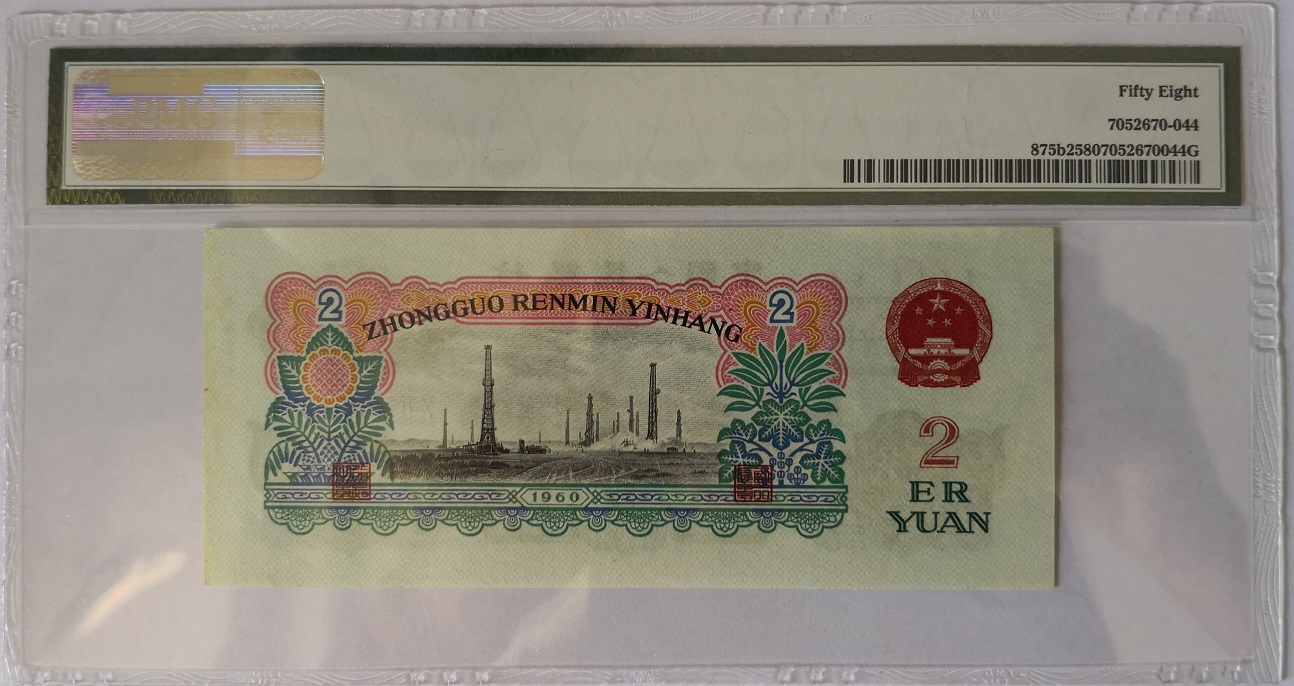 Fifty Eight
7052670-044
875b25807052670044G
2
ZHONGGUO RENMIN YINHANG
2
1960
2
ER
YUAN